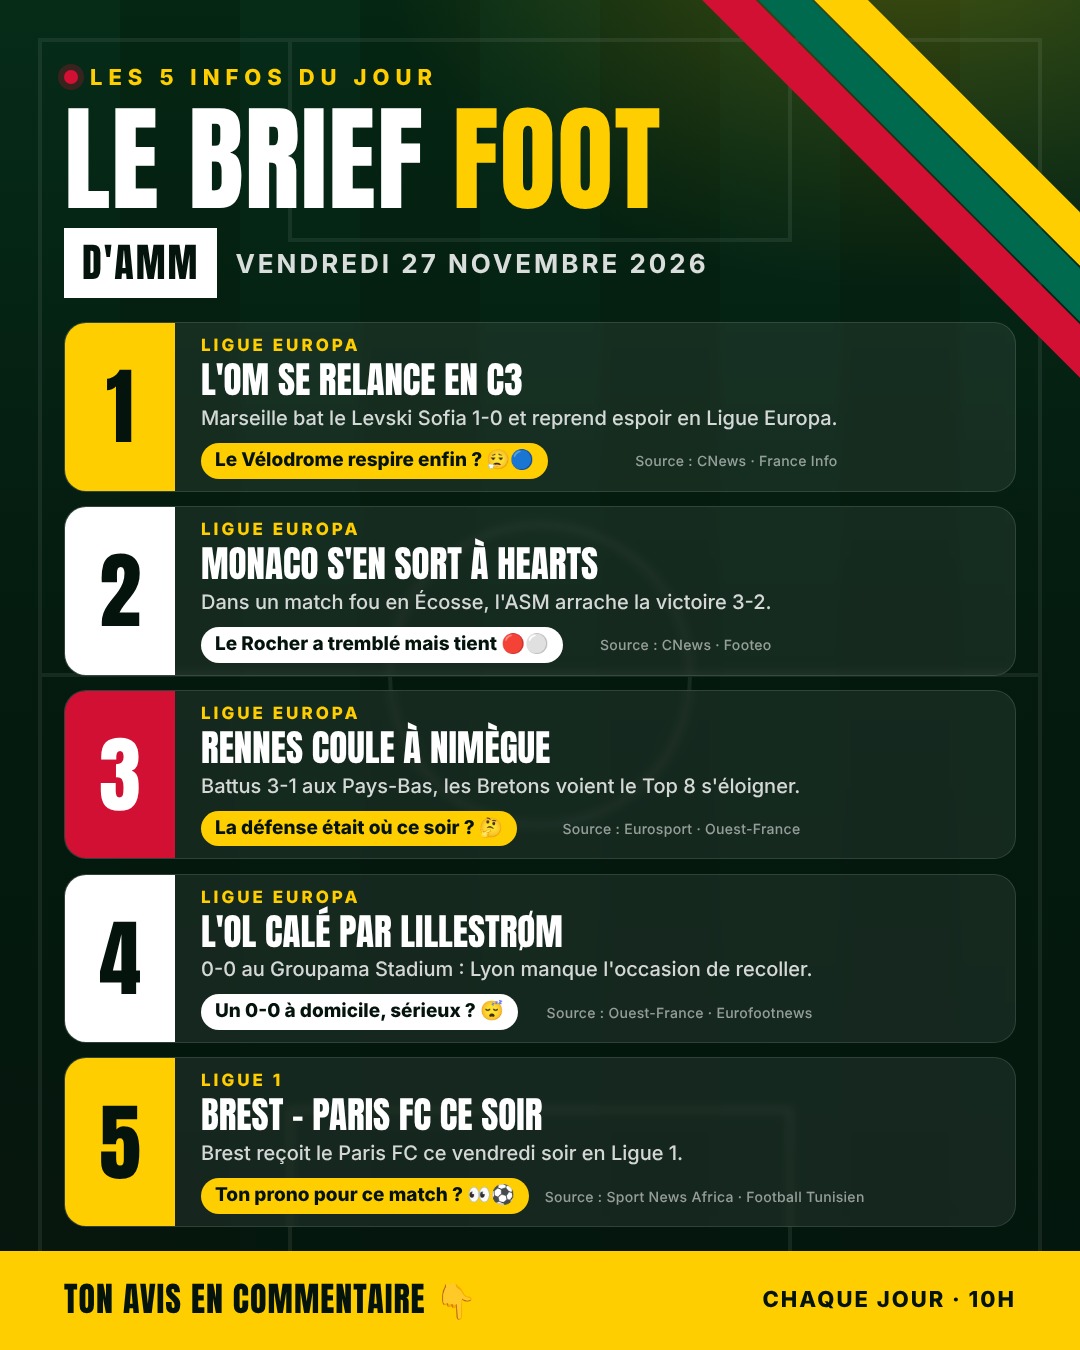 LES 5 INFOS DU JOUR
LE BRIEF FOOT
D'AMM
VENDREDI 27 NOVEMBRE 2026
1
LIGUE EUROPA
L'OM SE RELANCE EN C3
Marseille bat le Levski Sofia 1-0 et reprend espoir en Ligue Europa.
Le Vélodrome respire enfin ? 😮‍💨🔵
Source : CNews · France Info
2
LIGUE EUROPA
MONACO S'EN SORT À HEARTS
Dans un match fou en Écosse, l'ASM arrache la victoire 3-2.
Le Rocher a tremblé mais tient 🔴⚪
Source : CNews · Footeo
3
LIGUE EUROPA
RENNES COULE À NIMÈGUE
Battus 3-1 aux Pays-Bas, les Bretons voient le Top 8 s'éloigner.
La défense était où ce soir ? 🤔
Source : Eurosport · Ouest-France
4
LIGUE EUROPA
L'OL CALÉ PAR LILLESTRØM
0-0 au Groupama Stadium : Lyon manque l'occasion de recoller.
Un 0-0 à domicile, sérieux ? 😴
Source : Ouest-France · Eurofootnews
5
LIGUE 1
BREST - PARIS FC CE SOIR
Brest reçoit le Paris FC ce vendredi soir en Ligue 1.
Ton prono pour ce match ? 👀⚽
Source : Sport News Africa · Football Tunisien
TON AVIS EN COMMENTAIRE 👇
CHAQUE JOUR · 10H